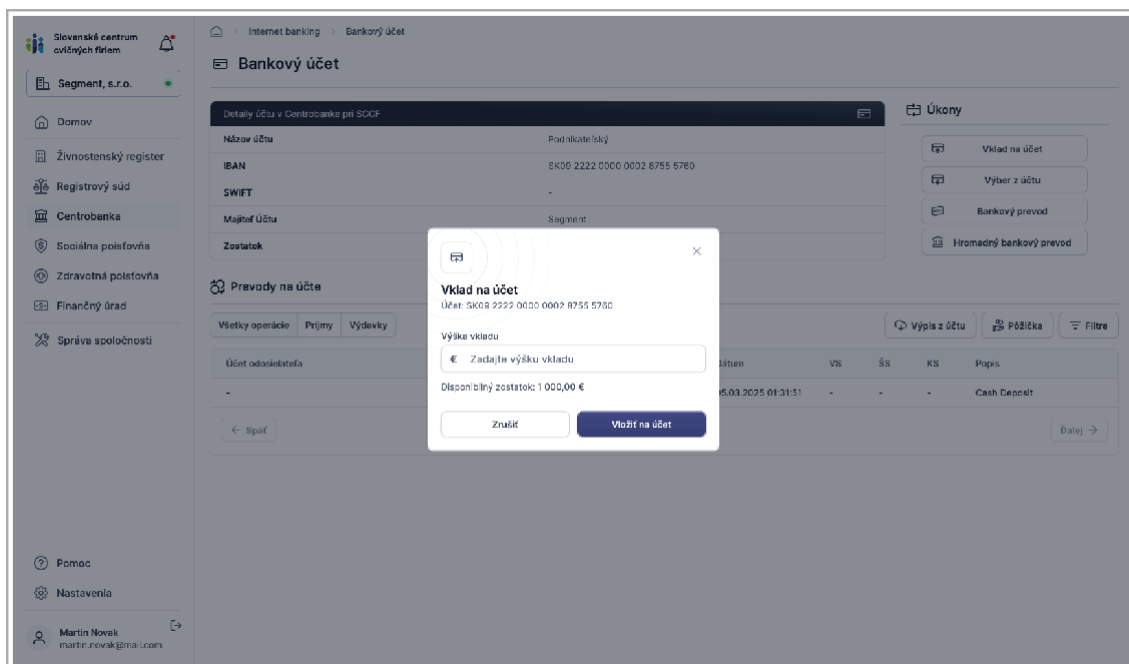 Slovenské centrum
cvičných firiem
Segment, s.r.o.
Domov
Živnostenský register
Registrový súd
Centrobanka
Sociálna poisťovňa
Zdravotná poisťovňa
Finančný úrad
Správa spoločnosti
Pomoc
Nastavenia
Martin Novak
martin.novak@mail.com
Internet banking > Bankový účet
Bankový účet
Detaily účtu v Centrobanke pri SCCF
Názov účtu Podnikateľský
IBAN SK09 2222 0000 0002 8755 5760
SWIFT -
Majiteľ Účtu Segment
Zostatok
Úkony
Vklad na účet
Výber z účtu
Bankový prevod
Hromadný bankový prevod
Prevody na účte
Všetky operácie Príjmy Výdavky
Výpis z účtu Pôžička Filtre
Účet odosielateľa Dátum VS ŠS KS Popis
- 05.03.2025 01:31:51 - - - Cash Deposit
← Späť Ďalej →
Vklad na účet
Účet: SK09 2222 0000 0002 8755 5760
Výška vkladu
€ Zadajte výšku vkladu
Disponibilný zostatok: 1 000,00 €
Zrušiť Vložiť na účet